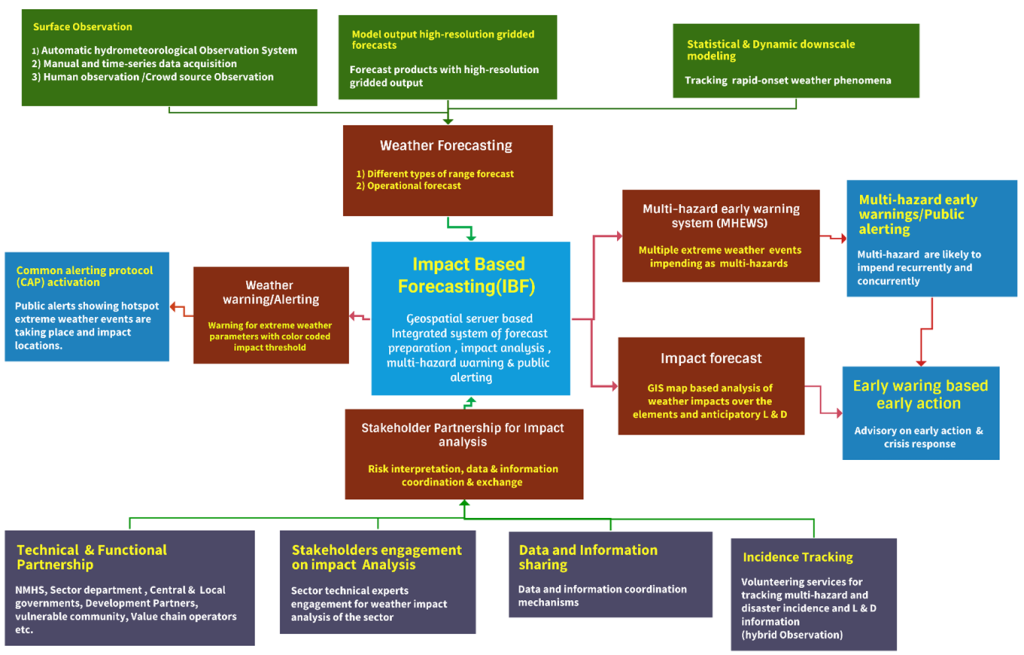 Surface Observation
1) Automatic hydrometeorological Observation System
2) Manual and time-series data acquisition
3) Human observation /Crowd source Observation
Model output high-resolution gridded
forecasts
Forecast products with high-resolution
gridded output
Statistical & Dynamic downscale
modeling
Tracking rapid-onset weather phenomena
Weather Forecasting
1) Different types of range forecast
2) Operational forecast
Multi-hazard early warning
system (MHEWS)
Multiple extreme weather events
impending as multi-hazards
Multi-hazard early
warnings/Public
alerting
Multi-hazard are likely to
impend recurrently and
concurrently
Common alerting protocol
(CAP) activation
Public alerts showing hotspot
extreme weather events are
taking place and impact
locations.
Weather
warning/Alerting
Warning for extreme weather
parameters with color coded
impact threshold
Impact Based
Forecasting(IBF)
Geospatial server based
Integrated system of forecast
preparation , impact analysis ,
multi-hazard warning & public
alerting
Impact forecast
GIS map based analysis of
weather impacts over the
elements and anticipatory L & D
Early waring based
early action
Advisory on early action &
crisis response
Stakeholder Partnership for Impact
analysis
Risk interpretation, data & information
coordination & exchange
Technical & Functional
Partnership
NMHS, Sector department , Central & Local
governments, Development Partners,
vulnerable community, Value chain operators
etc.
Stakeholders engagement
on impact Analysis
Sector technical experts
engagement for weather impact
analysis of the sector
Data and Information
sharing
Data and information coordination
mechanisms
Incidence Tracking
Volunteering services for
tracking multi-hazard and
disaster incidence and L & D
information
(hybrid Observation)